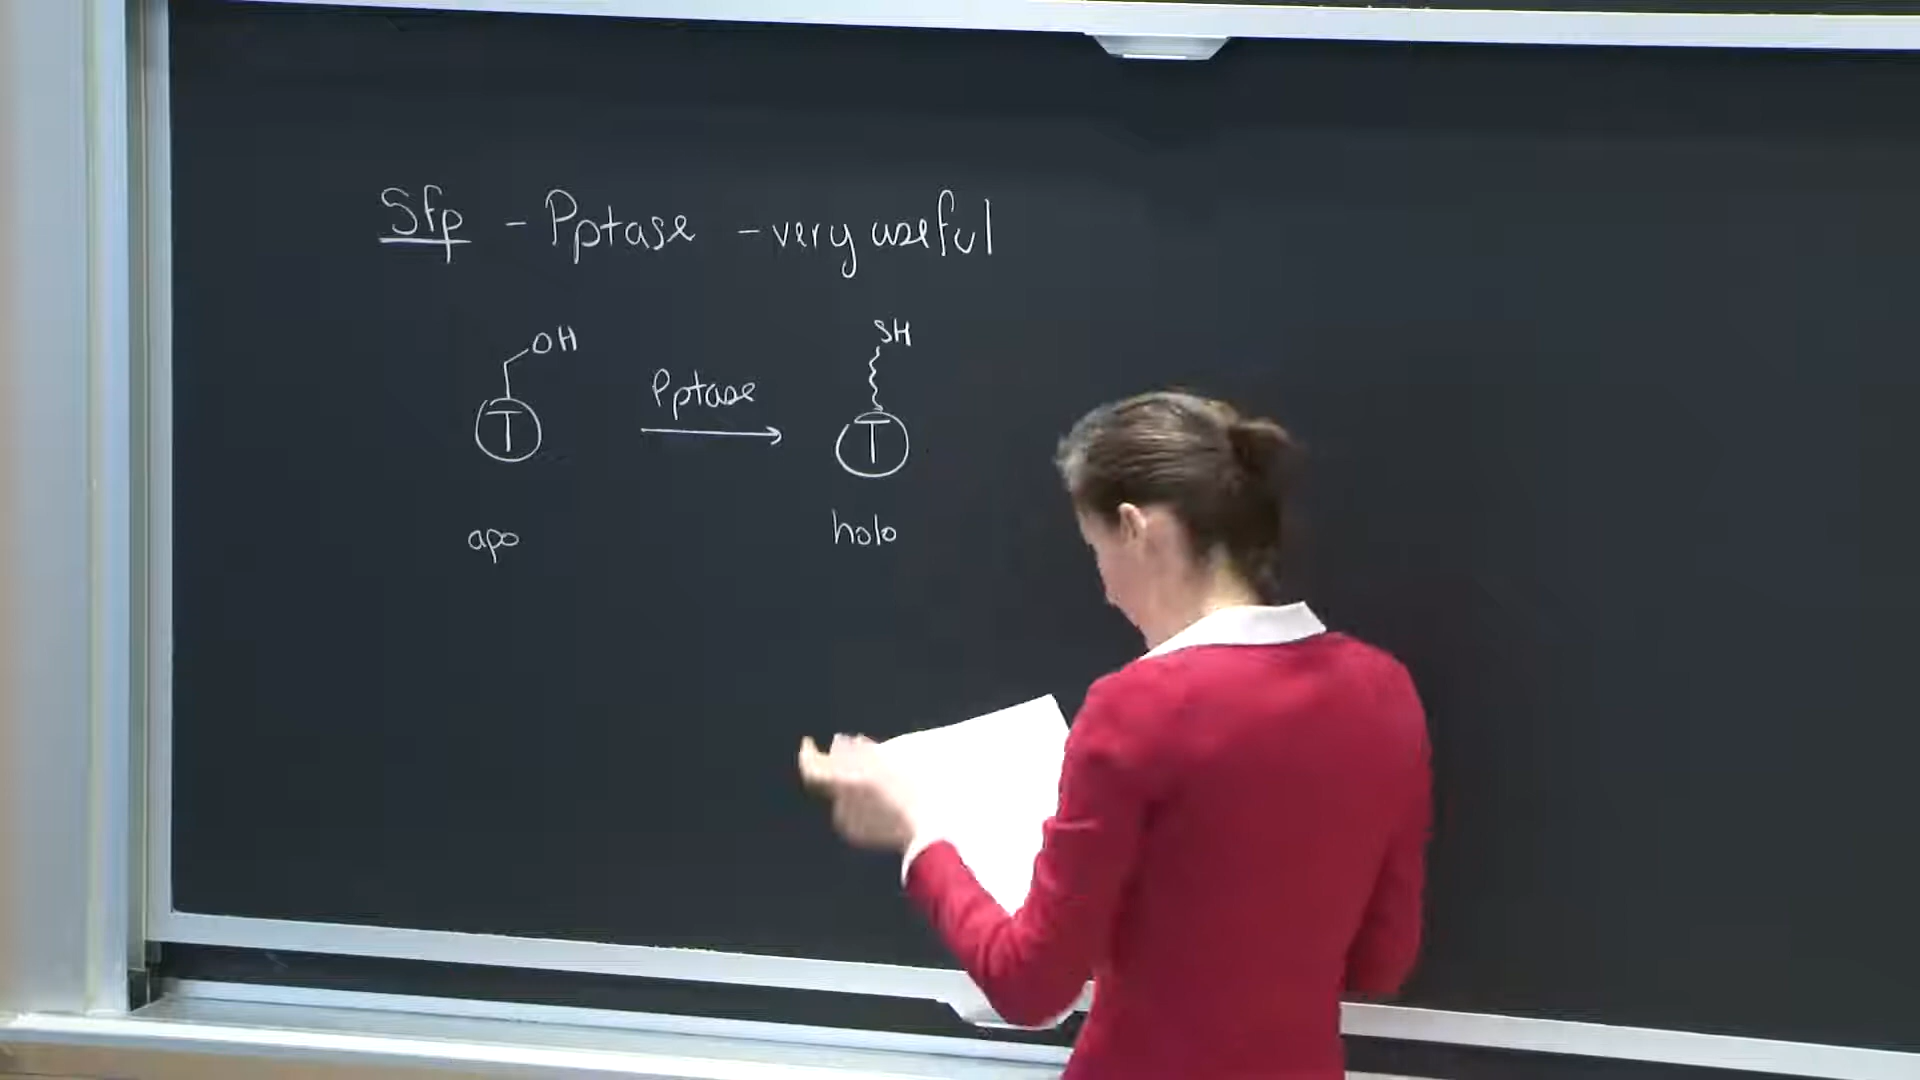 Sfp - Pptase - very useful
OH
SH
Pptase
T
T
apo
holo